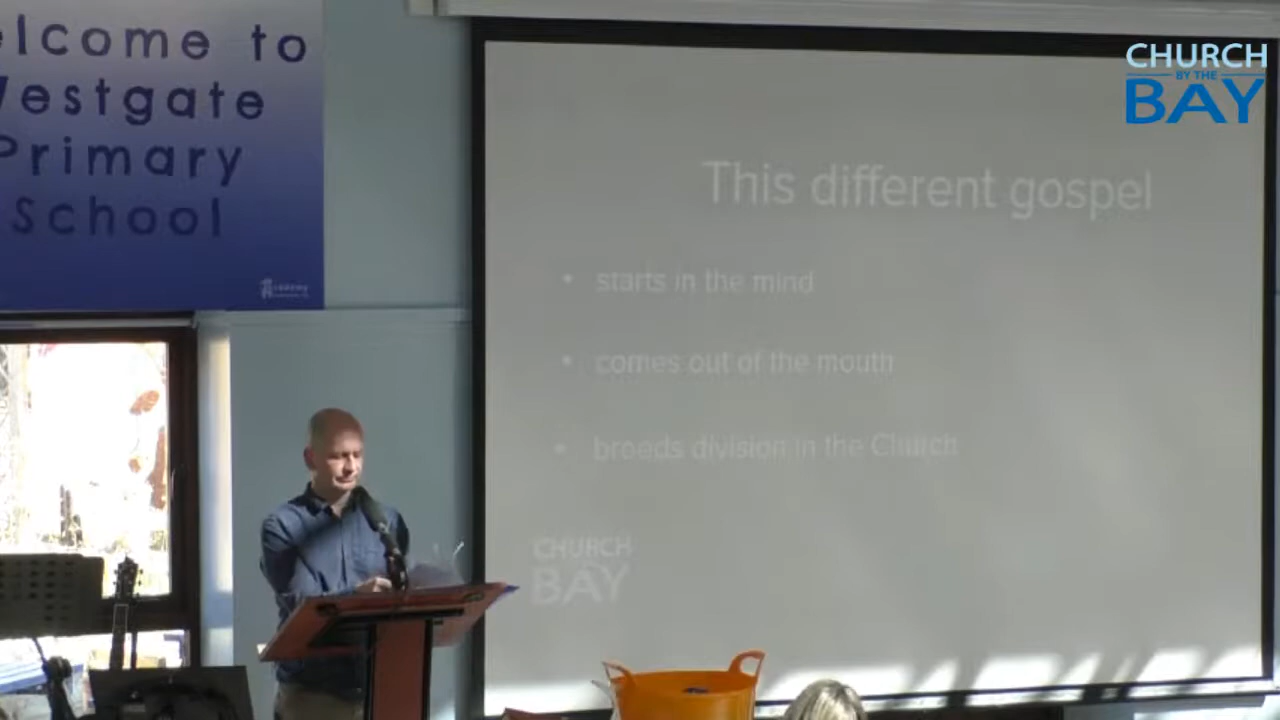 elcome to
Westgate
Primary
School
CHURCH
BY THE
BAY
This different gospel
• starts in the mind
• comes out of the mouth
• breeds division in the Church
CHURCH
BAY